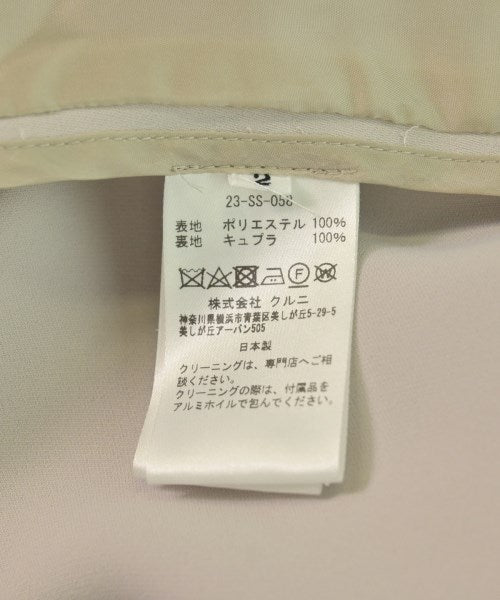 2
23-SS-058
表地 ポリエステル 100%
裏地 キュプラ 100%
株式会社 クルニ
神奈川県横浜市青葉区美しが丘5-29-5
美しが丘アーバン505
日本製
クリーニングは、専門店へご相
談ください。
クリーニングの際は、付属品を
アルミホイルで包んでください。